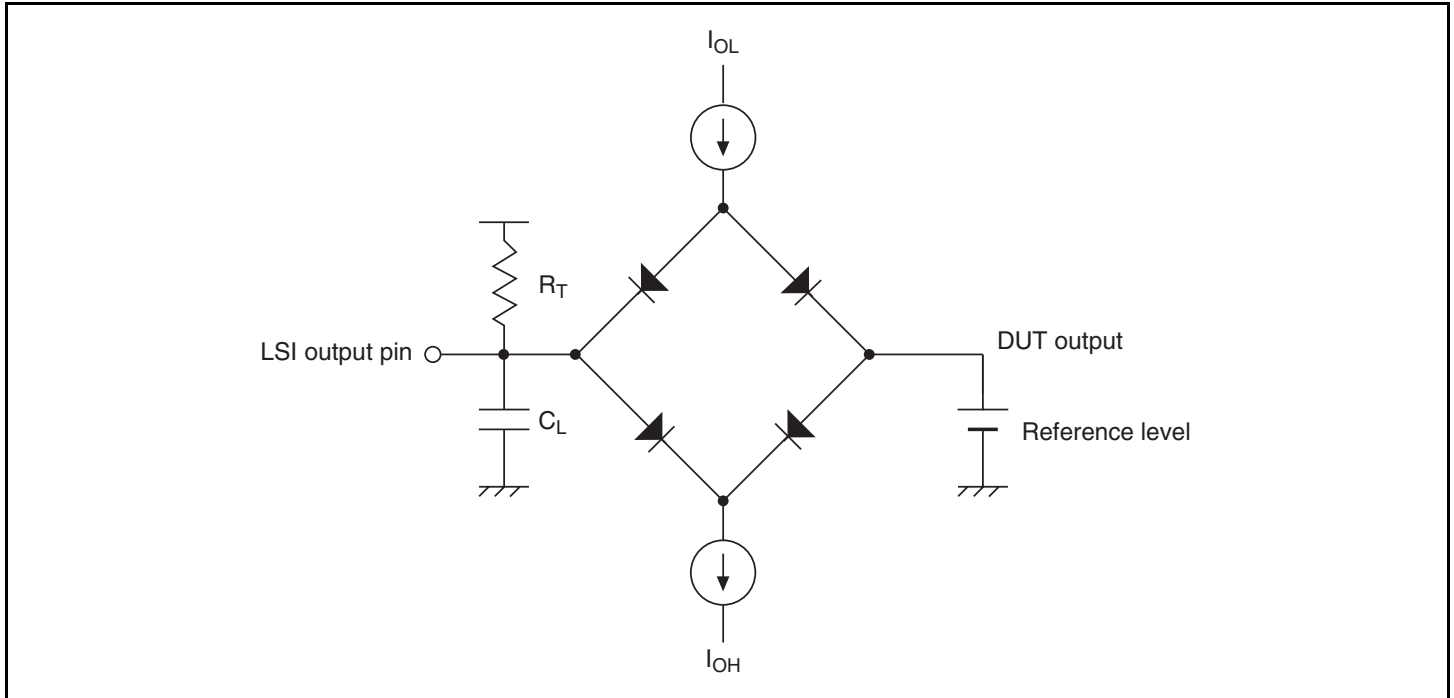 I_OL
R_T
LSI output pin
DUT output
C_L
Reference level
I_OH